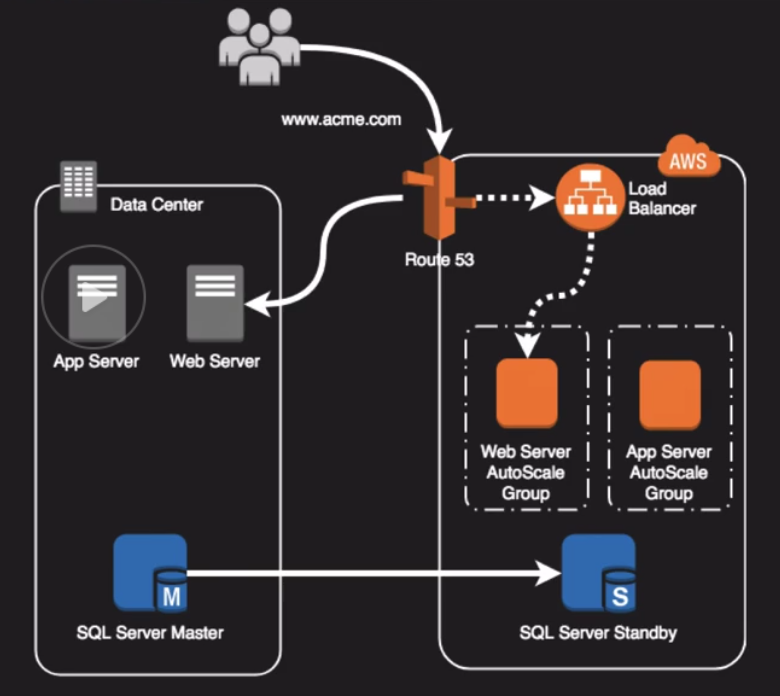 www.acme.com
AWS
Data Center
Load
Balancer
Route 53
App Server
Web Server
Web Server
AutoScale
Group
App Server
AutoScale
Group
M
S
SQL Server Master
SQL Server Standby